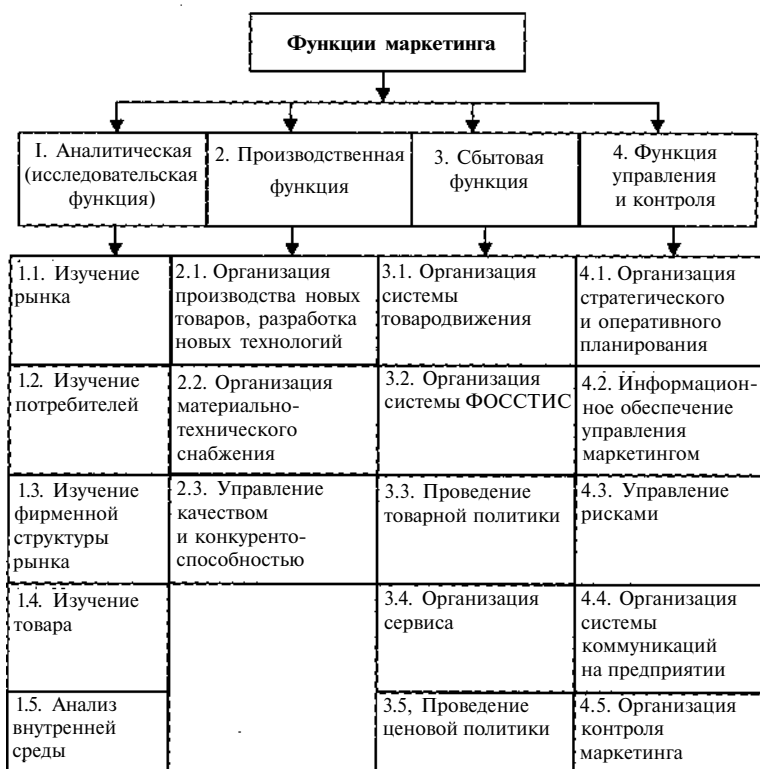 Функции маркетинга
I. Аналитическая
(исследовательская
функция)
2. Производственная
функция
3. Сбытовая
функция
4. Функция
управления
и контроля
1.1. Изучение
рынка
2.1. Организация
производства новых
товаров, разработка
новых технологий
3.1. Организация
системы
товародвижения
4.1. Организация
стратегического
и оперативного
планирования
1.2. Изучение
потребителей
2.2. Организация
материально-
технического
снабжения
3.2. Организация
системы ФОССТИС
4.2. Информацион-
ное обеспечение
управления
маркетингом
1.3. Изучение
фирменной
структуры
рынка
2.3. Управление
качеством
и конкуренто-
способностью
3.3. Проведение
товарной политики
4.3. Управление
рисками
1.4. Изучение
товара
3.4. Организация
сервиса
4.4. Организация
системы
коммуникаций
на предприятии
1.5. Анализ
внутренней
среды
3.5, Проведение
ценовой политики
4.5. Организация
контроля
маркетинга